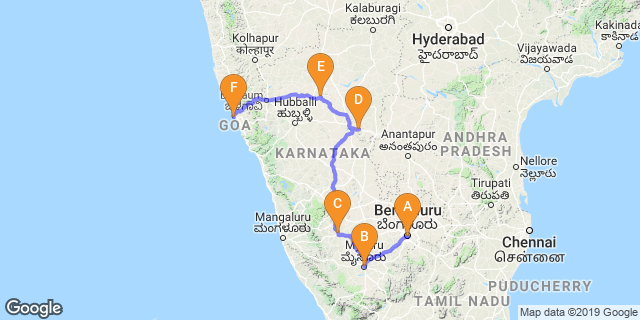 Kalaburagi
ಕಲಬುರಗಿ
Kolhapur
कोल्हापूर
Hyderabad
హైదరాబాద్
Kakinada
కాకినాడ
Vijayawada
విజయవాడ
E
F
Hubballi
ಹುಬ್ಬಳ್ಳಿ
D
GOA
KARNATAKA
Anantapur
అనంతపురం
ANDHRA
PRADESH
Nellore
నెల్లూరు
Tirupati
తిరుపతి
A
C
Mangaluru
ಮಂಗಳೂರು
B
ಮೈಸೂರು
Chennai
சென்னை
PUDUCHERRY
TAMIL NADU
Google
Map data ©2019 Google